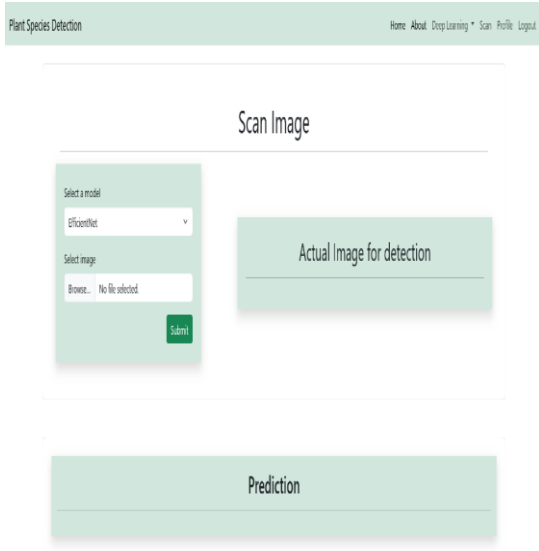 Plant Species Detection
Home About Deep Learning Scan Profile Logout
Scan Image
Select a model
EfficientNet
Select image
Browse... No file selected.
Submit
Actual Image for detection
Prediction